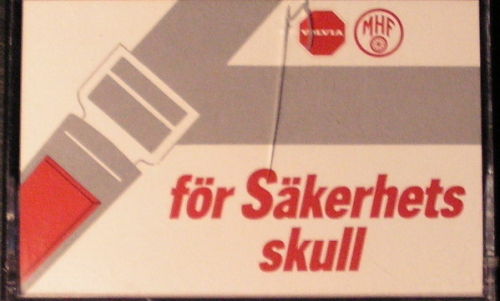 VOLVIA MHF
för Säkerhets
skull